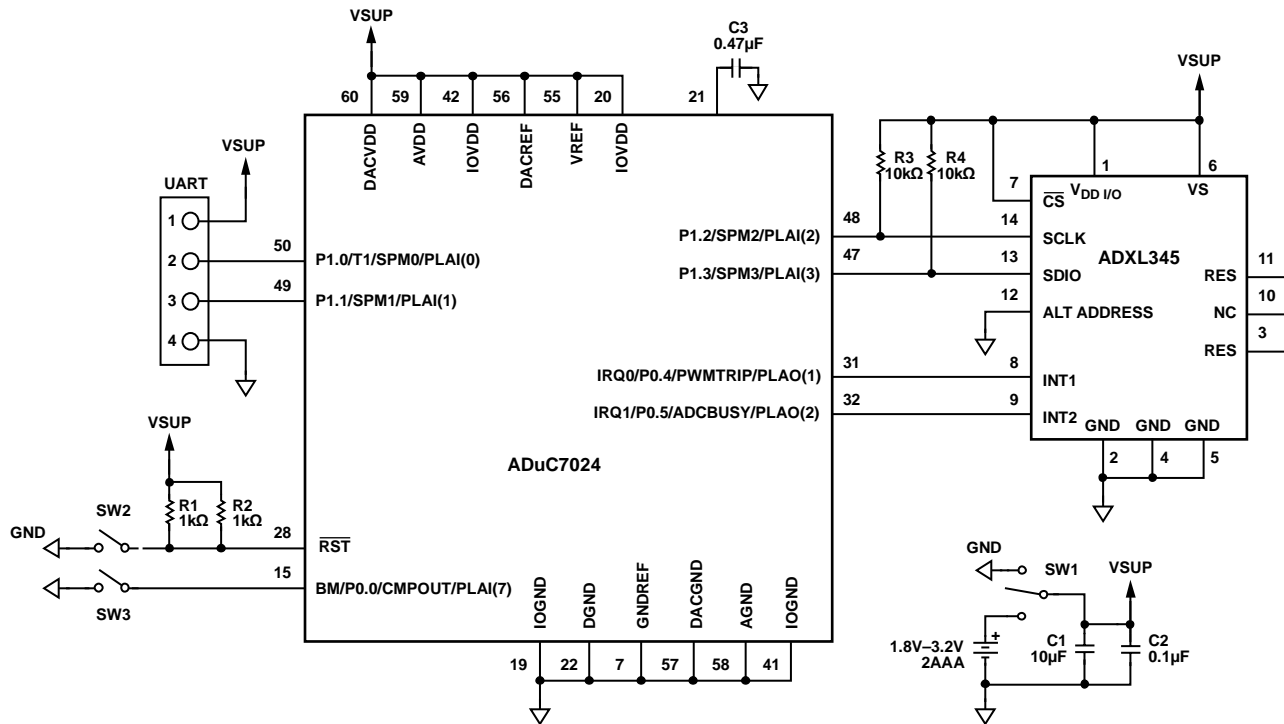 VSUP
C3
0.47µF
60 59 42 56 55 20 21
DACVDD
AVDD
IOVDD
DACREF
VREF
IOVDD
VSUP
UART
1
2
3
4
50
P1.0/T1/SPM0/PLAI(0)
49
P1.1/SPM1/PLAI(1)
P1.2/SPM2/PLAI(2)
48
P1.3/SPM3/PLAI(3)
47
IRQ0/P0.4/PWMTRIP/PLAO(1)
31
IRQ1/P0.5/ADCBUSY/PLAO(2)
32
ADuC7024
VSUP
R1
1kΩ
R2
1kΩ
SW2
GND
28
RST
15
BM/P0.0/CMPOUT/PLAI(7)
SW3
IOGND
DGND
GNDREF
DACGND
AGND
IOGND
19 22 7 57 58 41
VSUP
R3
10kΩ
R4
10kΩ
1
VDD I/O
6
VS
7
CS
14
SCLK
13
SDIO
12
ALT ADDRESS
8
INT1
9
INT2
ADXL345
11
RES
10
NC
3
RES
GND GND GND
2 4 5
GND
SW1
VSUP
+
1.8V–3.2V
2AAA
C1
10µF
C2
0.1µF